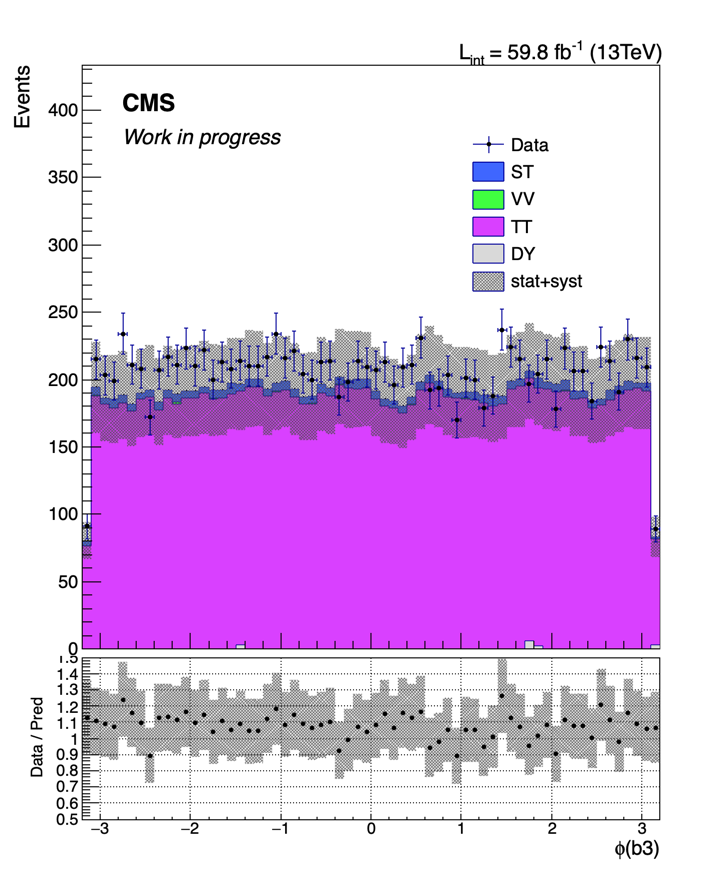 L_int = 59.8 fb⁻¹ (13TeV)
Events
CMS
Work in progress
Data
ST
VV
TT
DY
stat+syst
400
350
300
250
200
150
100
50
0
Data / Pred
1.5
1.4
1.3
1.2
1.1
1
0.9
0.8
0.7
0.6
0.5
−3 −2 −1 0 1 2 3
ϕ(b3)